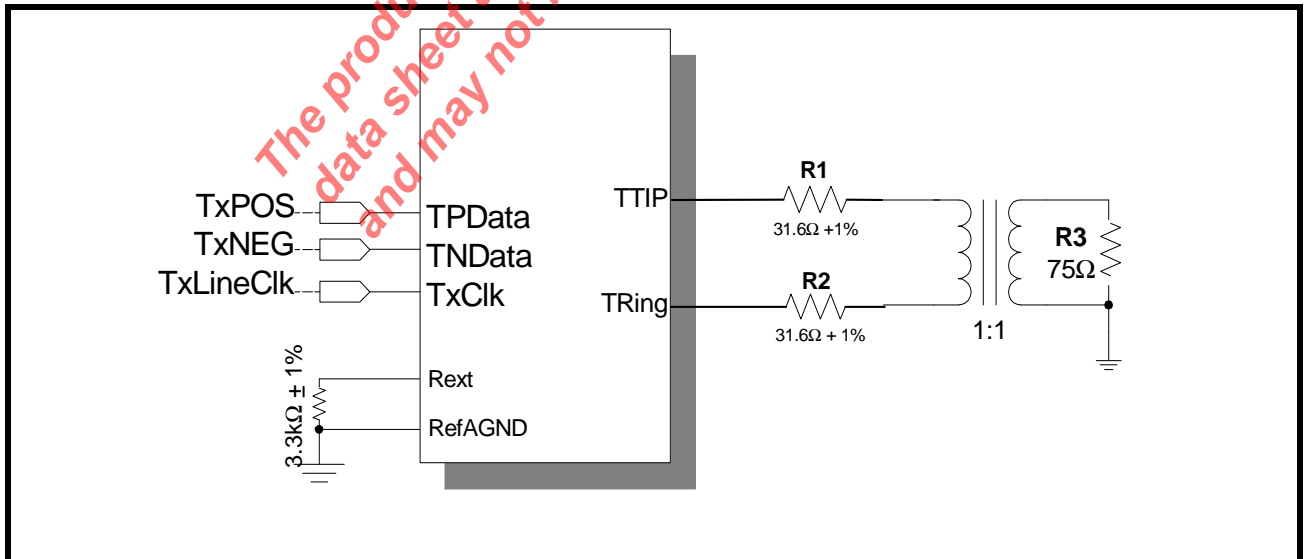 The produ
data sheet
and may not
TxPOS
TxNEG
TxLineClk
TPData
TNData
TxClk
Rext
RefAGND
3.3kΩ ± 1%
TTIP
TRing
R1
31.6Ω +1%
R2
31.6Ω + 1%
1:1
R3
75Ω